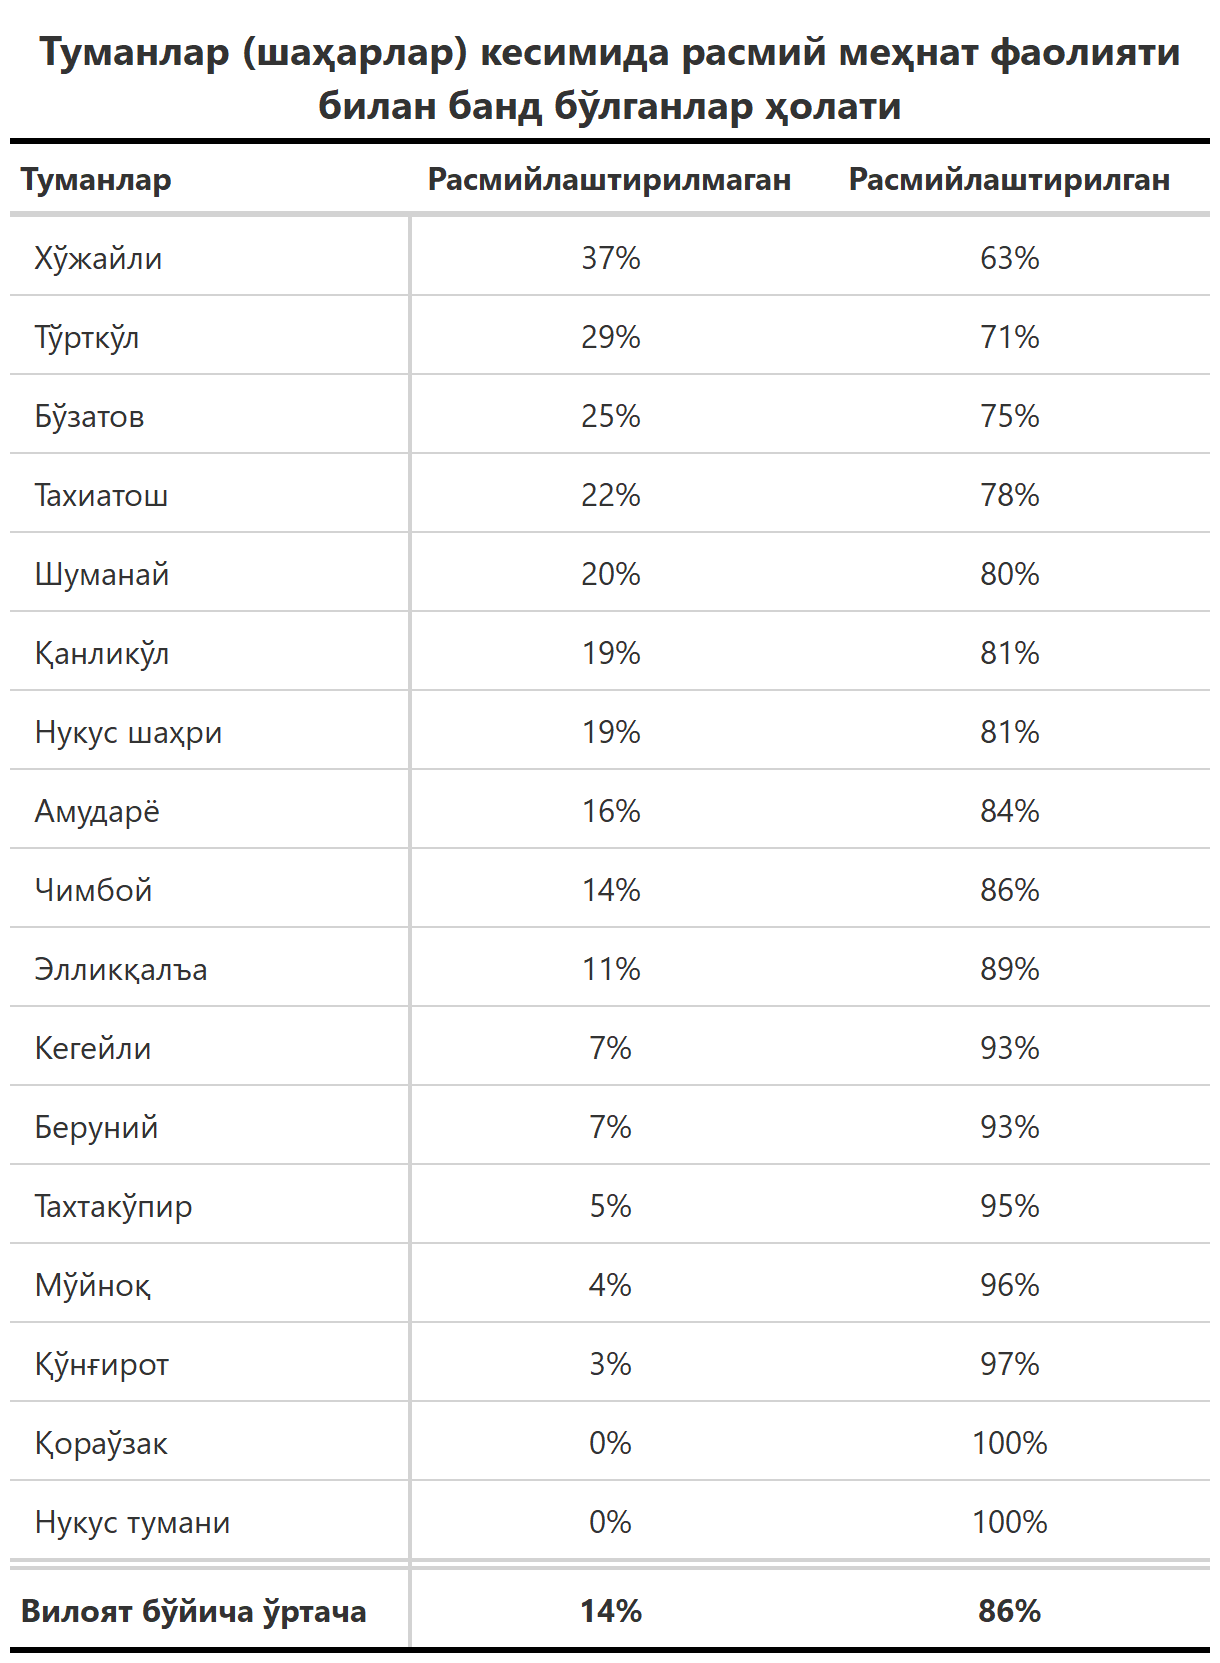 Туманлар (шаҳарлар) кесимида расмий меҳнат фаолияти
билан банд бўлганлар ҳолати
Туманлар Расмийлаштирилмаган Расмийлаштирилган
Хўжайли 37% 63%
Тўрткўл 29% 71%
Бўзатов 25% 75%
Тахиатош 22% 78%
Шуманай 20% 80%
Қанликўл 19% 81%
Нукус шаҳри 19% 81%
Амударё 16% 84%
Чимбой 14% 86%
Элликқалъа 11% 89%
Кегейли 7% 93%
Беруний 7% 93%
Тахтакўпир 5% 95%
Мўйноқ 4% 96%
Қўнғирот 3% 97%
Қораўзак 0% 100%
Нукус тумани 0% 100%
Вилоят бўйича ўртача 14% 86%